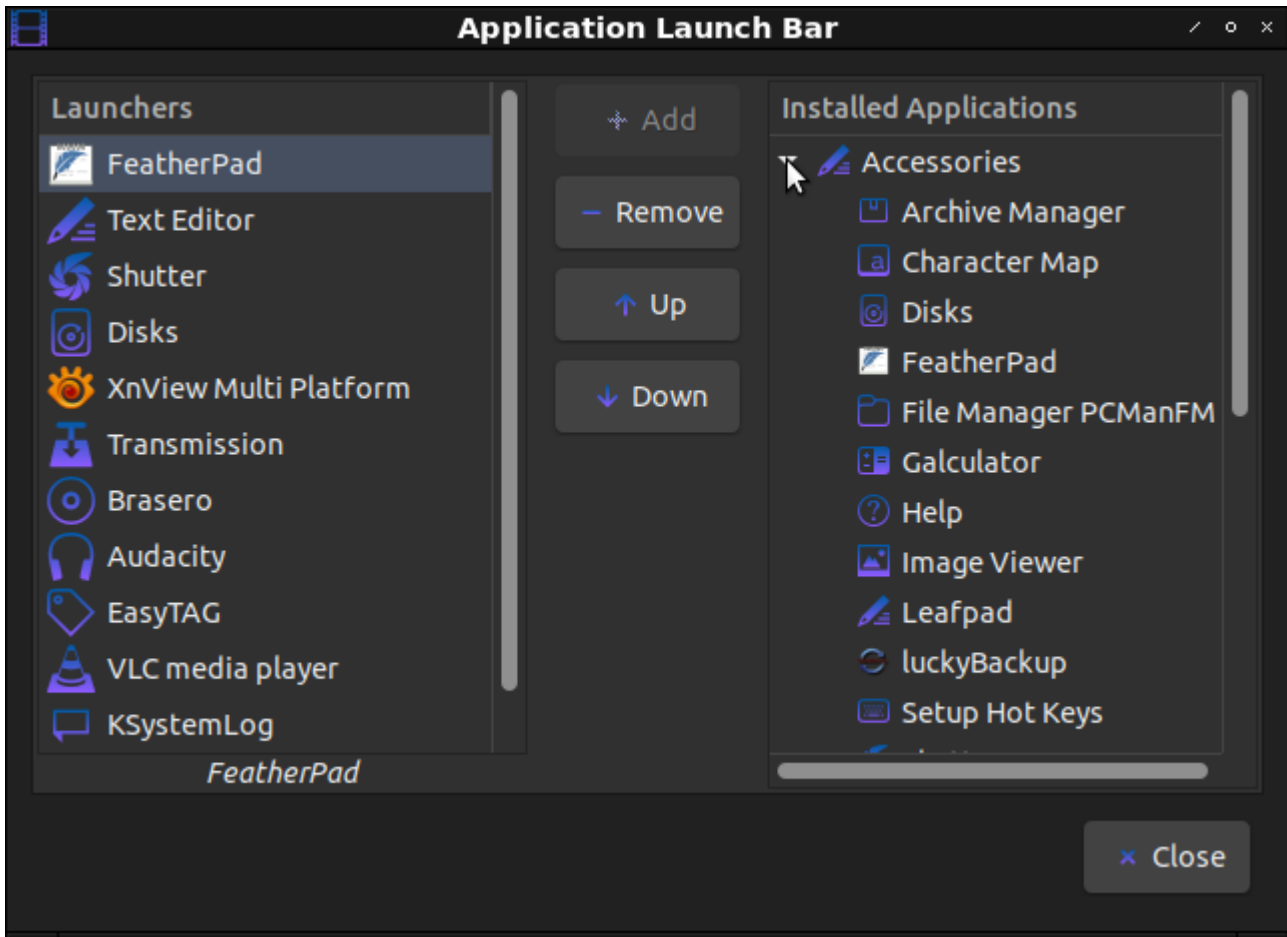 Application Launch Bar
Launchers
FeatherPad
Text Editor
Shutter
Disks
XnView Multi Platform
Transmission
Brasero
Audacity
EasyTAG
VLC media player
KSystemLog
FeatherPad
Add
Remove
Up
Down
Installed Applications
Accessories
Archive Manager
Character Map
Disks
FeatherPad
File Manager PCManFM
Galculator
Help
Image Viewer
Leafpad
luckyBackup
Setup Hot Keys
Close